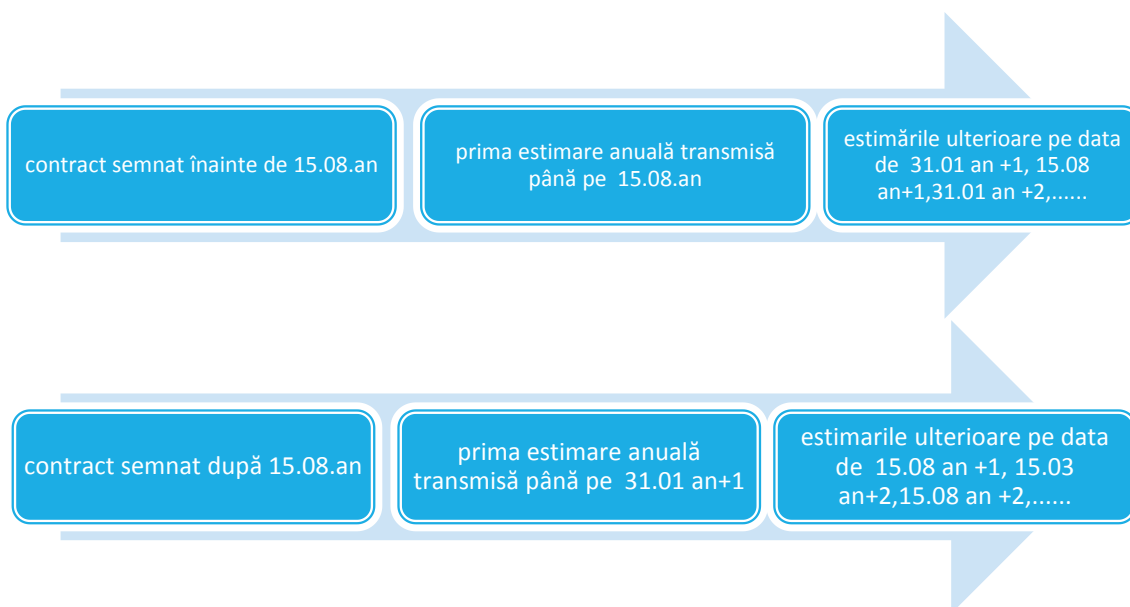 contract semnat înainte de 15.08.an
prima estimare anuală transmisă
până pe 15.08.an
estimările ulterioare pe data
de 31.01 an +1, 15.08
an+1,31.01 an +2,......
contract semnat după 15.08.an
prima estimare anuală
transmisă până pe 31.01 an+1
estimarile ulterioare pe data
de 15.08 an +1, 15.03
an+2,15.08 an +2,......